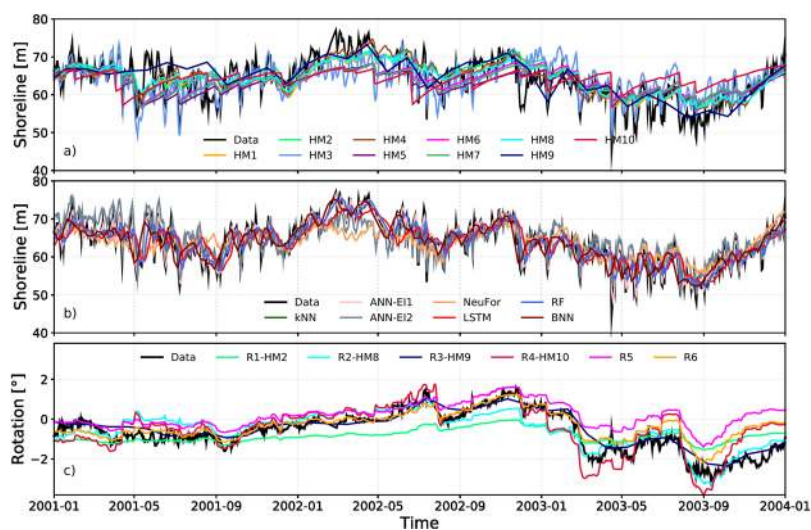 80
70
60
50
40
Shoreline [m]
a)
Data HM2 HM4 HM6 HM8 HM10
HM1 HM3 HM5 HM7 HM9
80
70
60
50
40
Shoreline [m]
b)
Data ANN-EI1 NeuFor RF
kNN ANN-EI2 LSTM BNN
Data R1-HM2 R2-HM8 R3-HM9 R4-HM10 R5 R6
2
0
−2
Rotation [°]
c)
2001-01 2001-05 2001-09 2002-01 2002-05 2002-09 2003-01 2003-05 2003-09 2004-01
Time